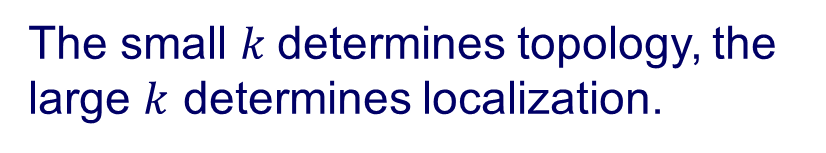 The small k determines topology, the
large k determines localization.